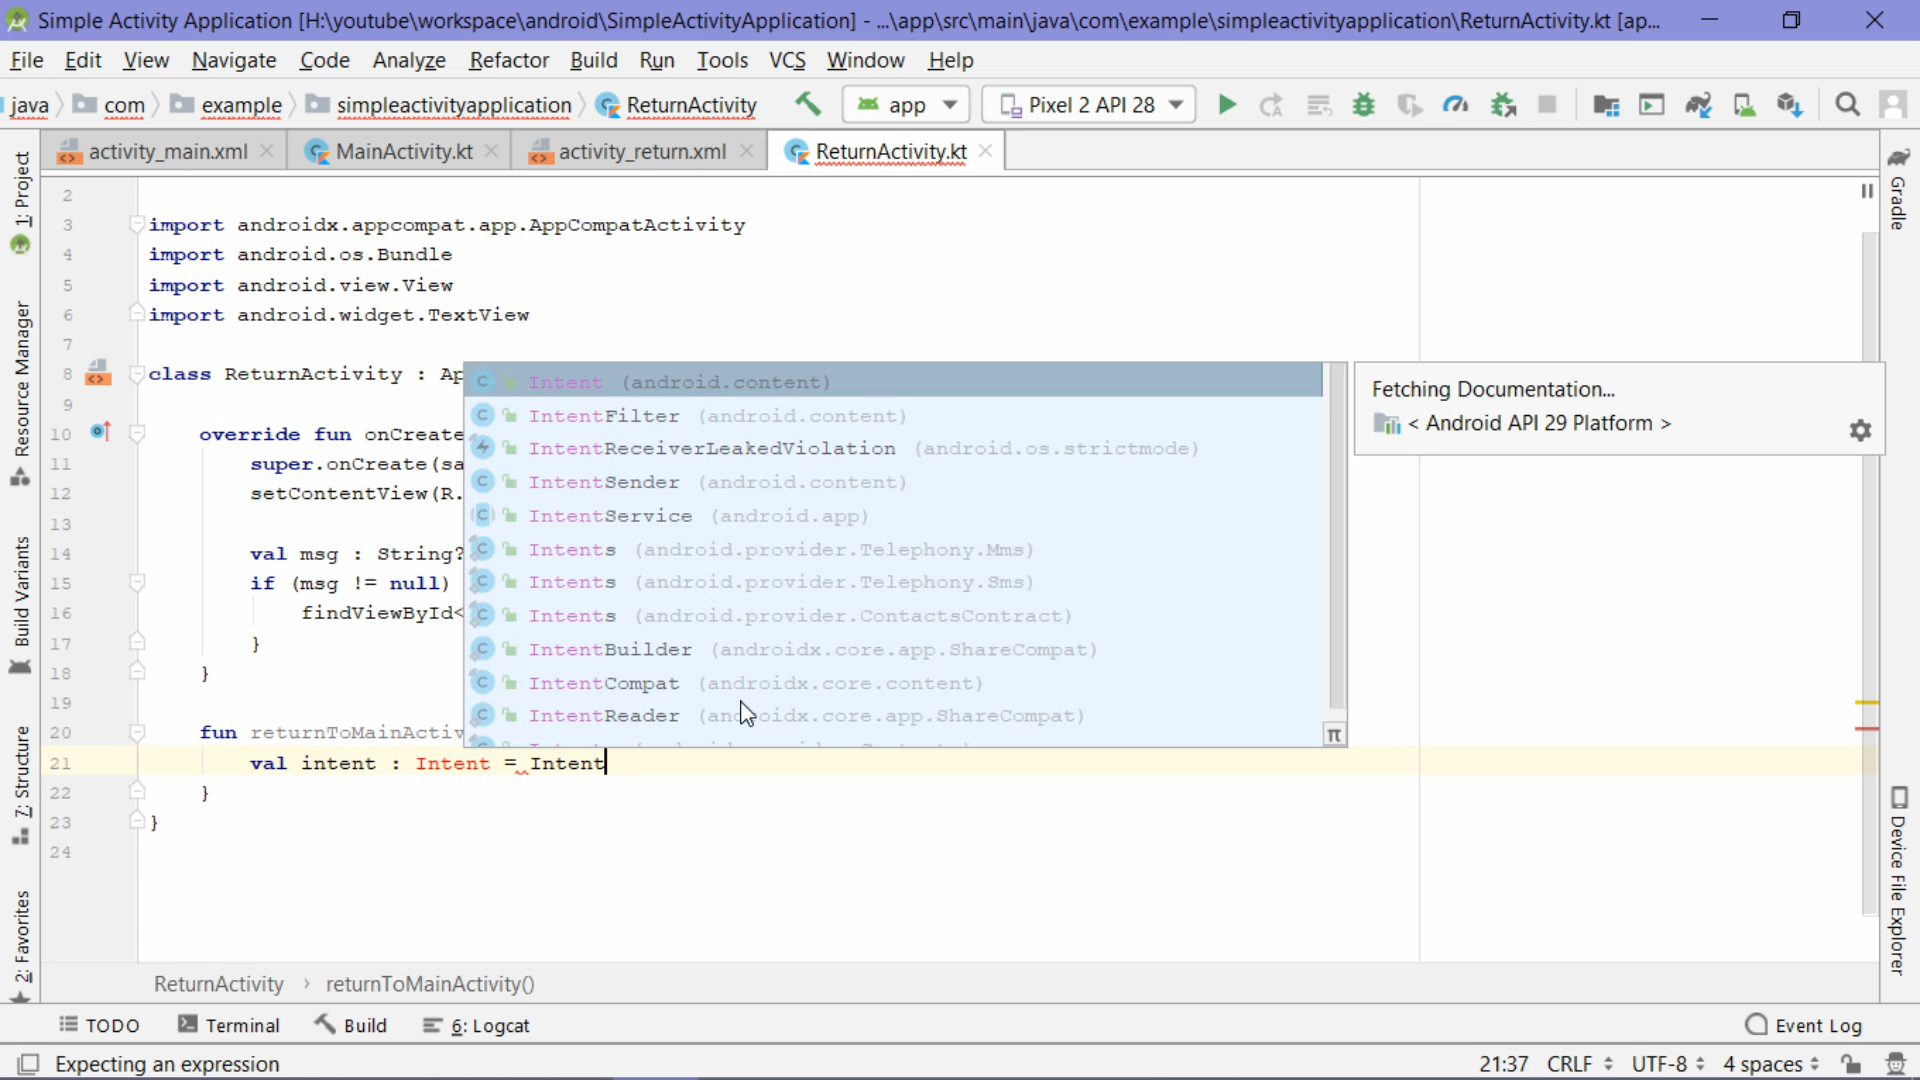 Simple Activity Application [H:\youtube\workspace\android\SimpleActivityApplication] - ...\app\src\main\java\com\example\simpleactivityapplication\ReturnActivity.kt [ap...
File Edit View Navigate Code Analyze Refactor Build Run Tools VCS Window Help
java com example simpleactivityapplication ReturnActivity app Pixel 2 API 28
activity_main.xml MainActivity.kt activity_return.xml ReturnActivity.kt
1: Project
Resource Manager
Build Variants
7: Structure
2: Favorites
Gradle
Device File Explorer
2
3 import androidx.appcompat.app.AppCompatActivity
4 import android.os.Bundle
5 import android.view.View
6 import android.widget.TextView
7
8 class ReturnActivity : Ap
9
10 override fun onCreate
11 super.onCreate(sa
12 setContentView(R.
13
14 val msg : String?
15 if (msg != null)
16 findViewById<
17 }
18 }
19
20 fun returnToMainActiv
21 val intent : Intent = Intent
22 }
23 }
24
Intent (android.content)
IntentFilter (android.content)
IntentReceiverLeakedViolation (android.os.strictmode)
IntentSender (android.content)
IntentService (android.app)
Intents (android.provider.Telephony.Mms)
Intents (android.provider.Telephony.Sms)
Intents (android.provider.ContactsContract)
IntentBuilder (androidx.core.app.ShareCompat)
IntentCompat (androidx.core.content)
IntentReader (androidx.core.app.ShareCompat)
π
Fetching Documentation...
< Android API 29 Platform >
ReturnActivity › returnToMainActivity()
TODO Terminal Build 6: Logcat Event Log
Expecting an expression 21:37 CRLF UTF-8 4 spaces